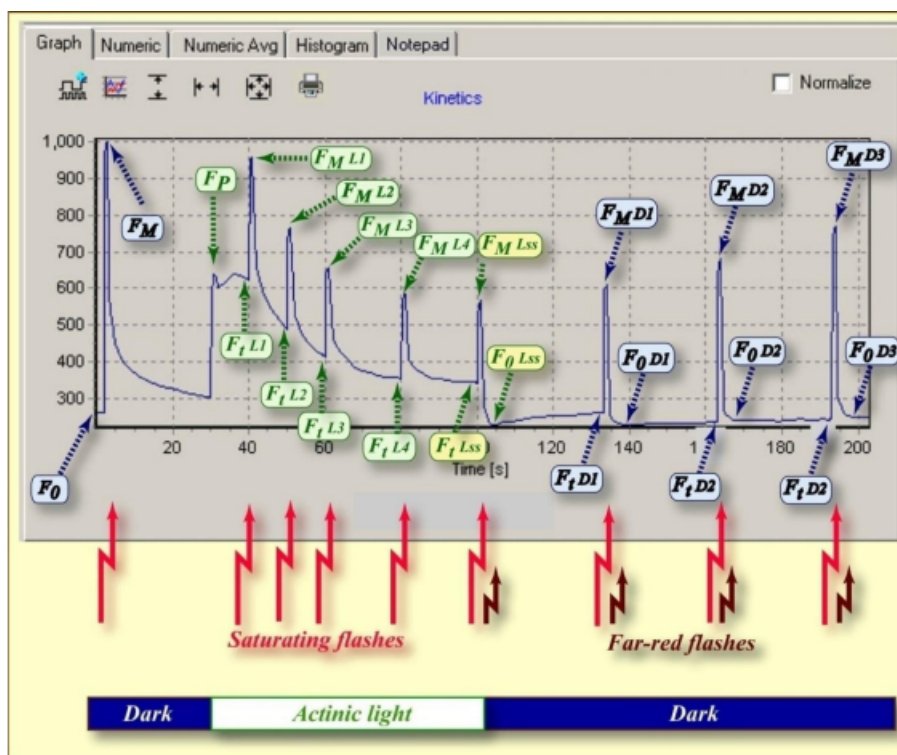 Graph Numeric Numeric Avg Histogram Notepad
Normalize
Kinetics
1,000
900
800
700
600
500
400
300
F_M
F_P
F_M L1
F_M L2
F_M L3
F_M L4
F_M Lss
F_M D1
F_M D2
F_M D3
F_t L1
F_t L2
F_t L3
F_t L4
F_t Lss
F_0 Lss
F_0 D1
F_0 D2
F_0 D3
20 40 60 80 120 140 1 180 200
Time [s]
F_0
F_t D1
F_t D2
F_t D2
Saturating flashes
Far-red flashes
Dark Actinic light Dark